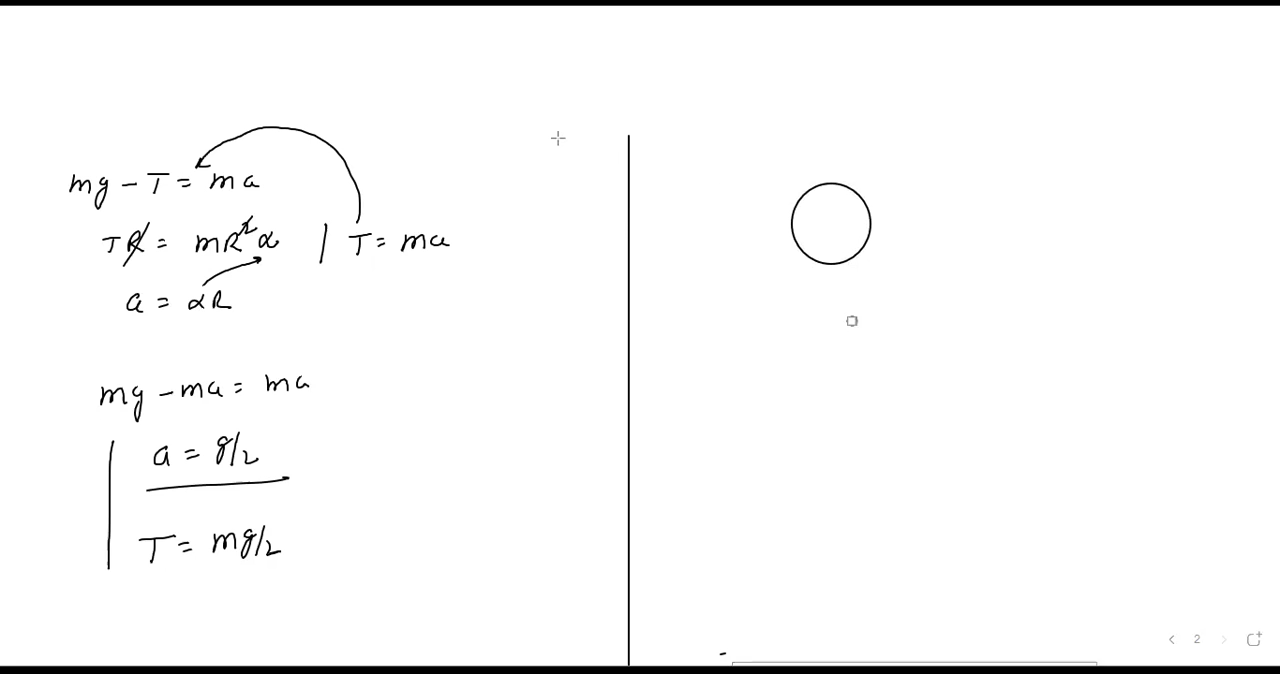 mg - T = ma
TR = mR²α | T = ma
a = αR
mg - ma = ma
a = g/2
T = mg/2
< 2 >